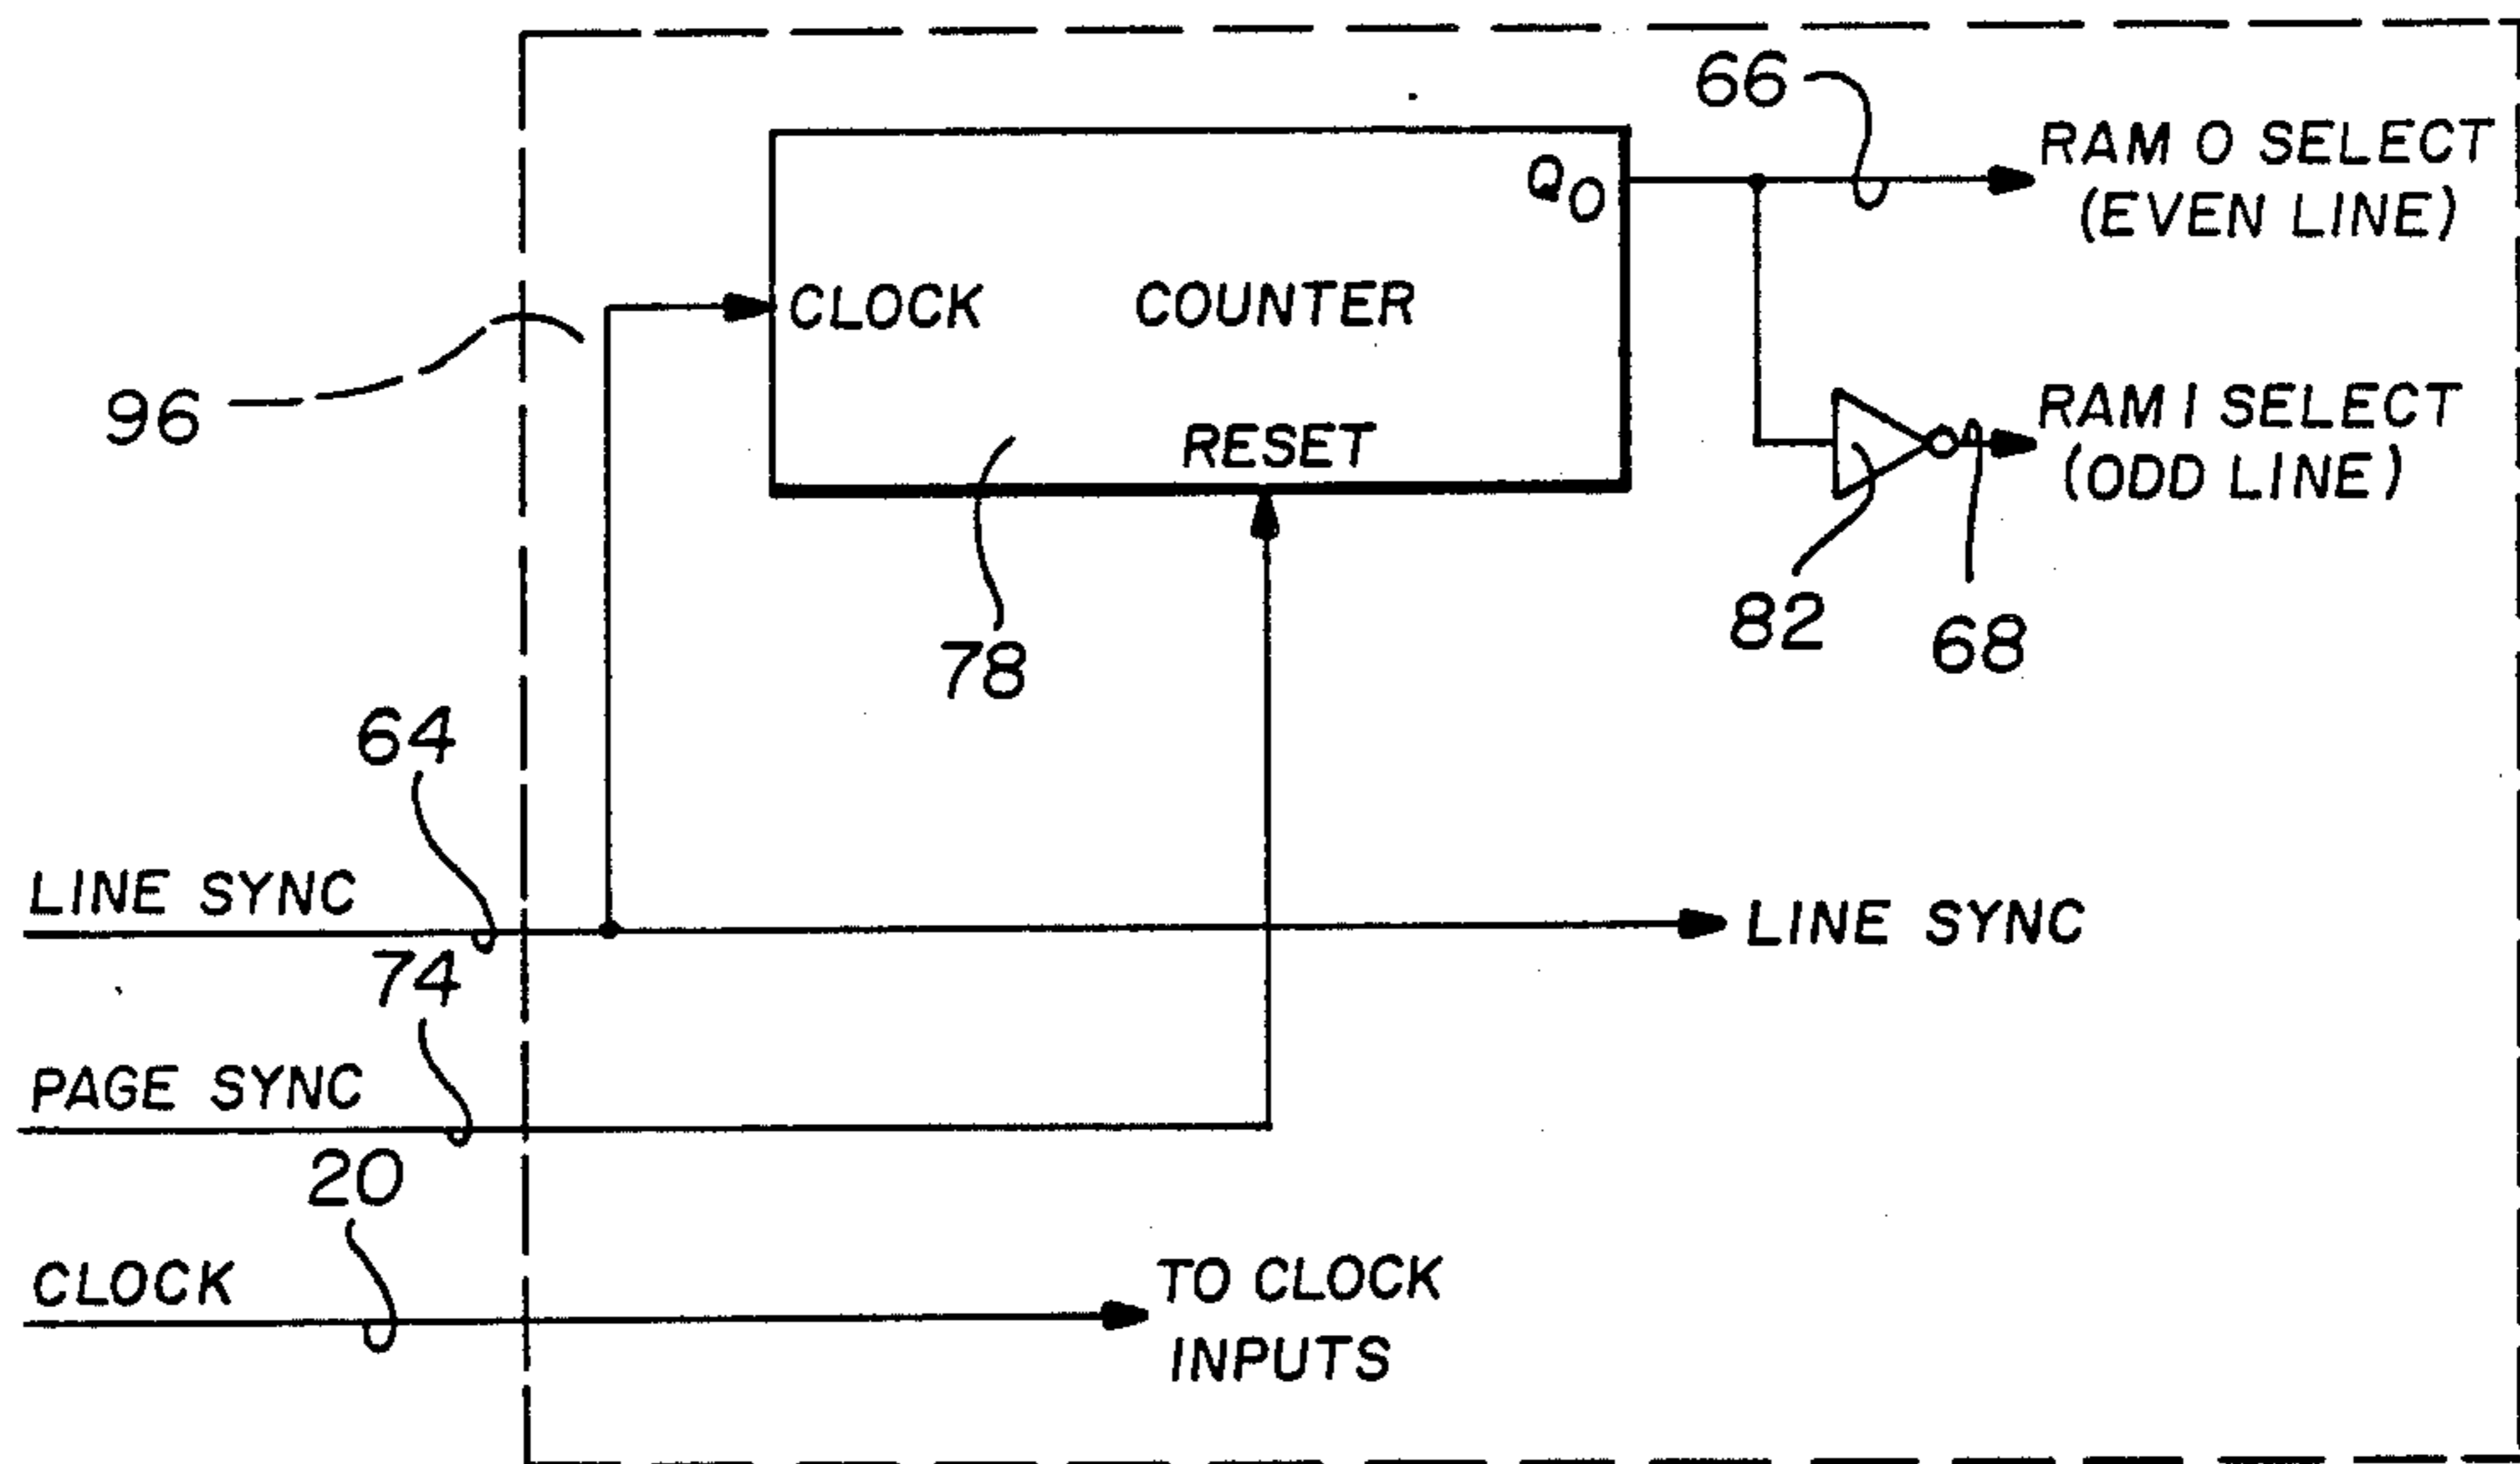 66
RAM 0 SELECT
(EVEN LINE)
Q0
CLOCK
COUNTER
RESET
96
RAM 1 SELECT
(ODD LINE)
82
68
78
64
LINE SYNC
LINE SYNC
74
PAGE SYNC
20
CLOCK
TO CLOCK
INPUTS